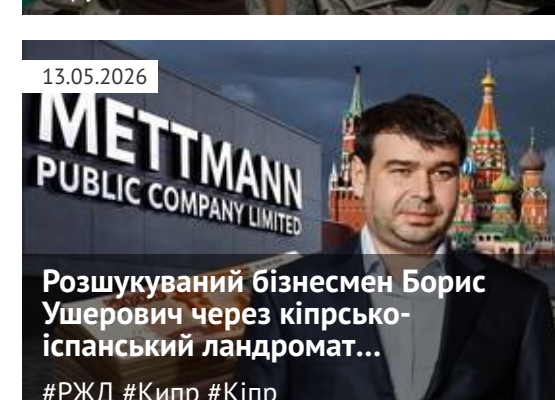 13.05.2026
METTMANN
PUBLIC COMPANY LIMITED
Розшукуваний бізнесмен Борис
Ушерович через кіпрсько-
іспанський ландромат...
#РЖД #Кипр #Кіпр